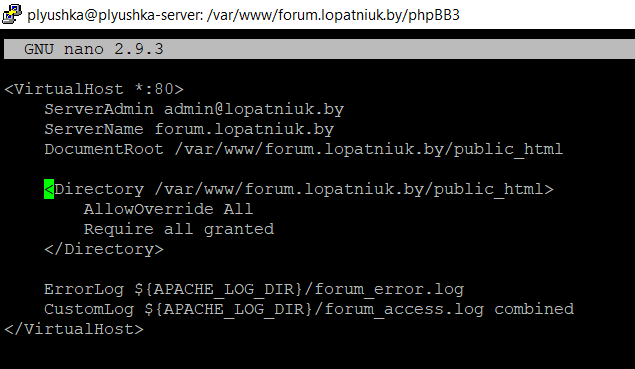 plyushka@plyushka-server: /var/www/forum.lopatniuk.by/phpBB3
GNU nano 2.9.3
<VirtualHost *:80>
    ServerAdmin admin@lopatniuk.by
    ServerName forum.lopatniuk.by
    DocumentRoot /var/www/forum.lopatniuk.by/public_html
    <Directory /var/www/forum.lopatniuk.by/public_html>
        AllowOverride All
        Require all granted
    </Directory>
    ErrorLog ${APACHE_LOG_DIR}/forum_error.log
    CustomLog ${APACHE_LOG_DIR}/forum_access.log combined
</VirtualHost>